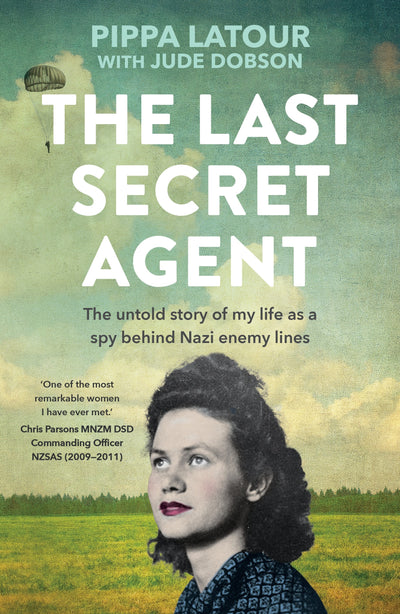 PIPPA LATOUR
WITH JUDE DOBSON
THE LAST
SECRET
AGENT
The untold story of my life as a
spy behind Nazi enemy lines
‘One of the most
remarkable women
I have ever met.’
Chris Parsons MNZM DSD
Commanding Officer
NZSAS (2009–2011)